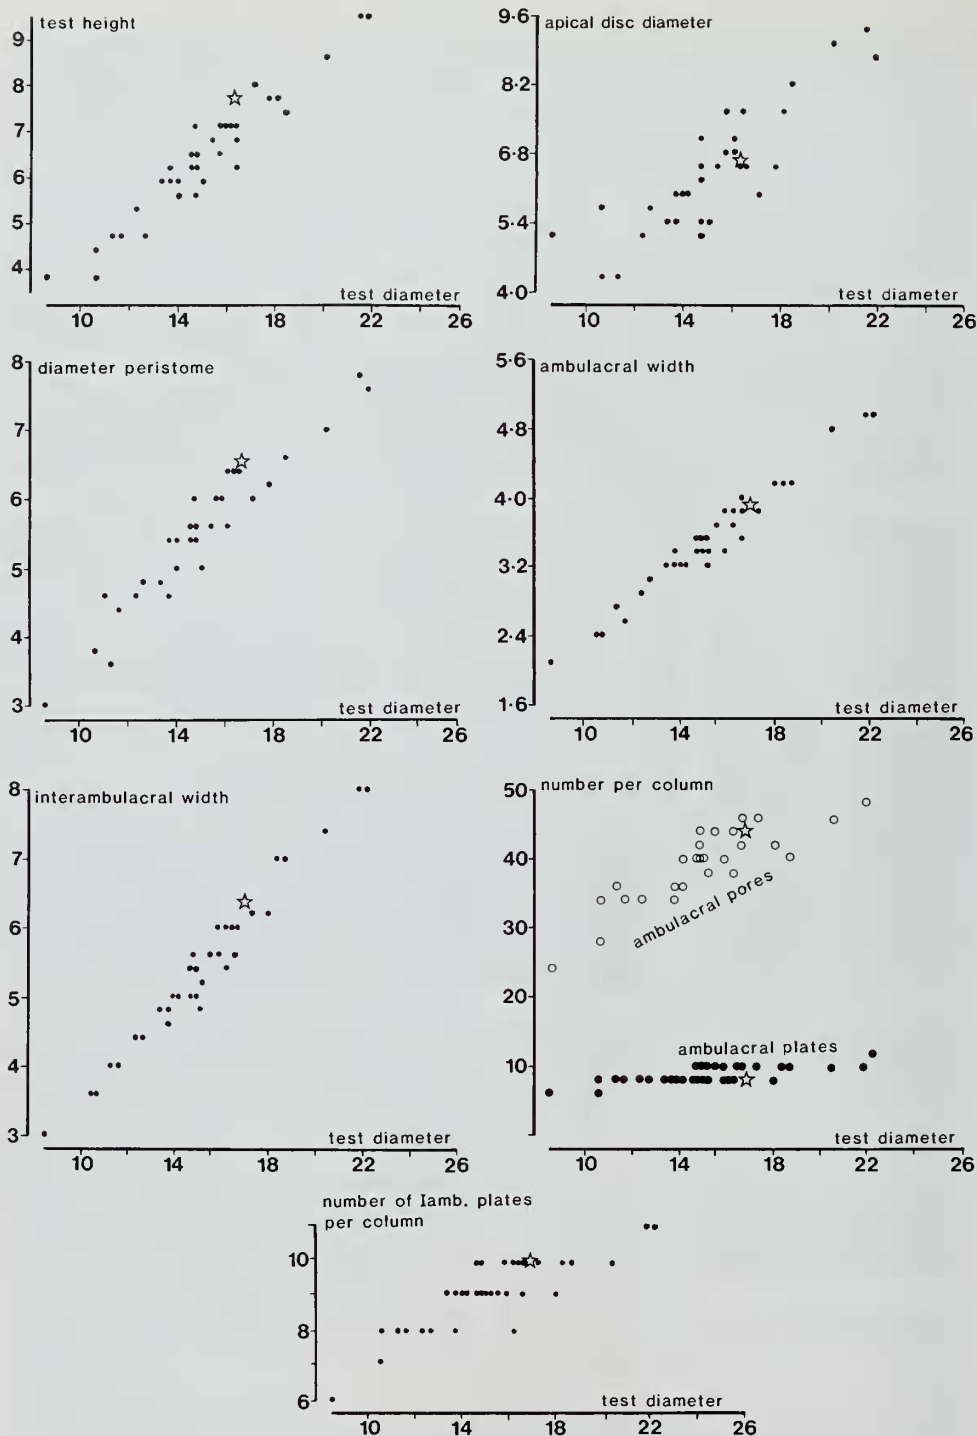 test height
9
8
7
6
5
4
test diameter
10 14 18 22 26
apical disc diameter
9·6
8·2
6·8
5·4
4·0
test diameter
10 14 18 22 26
diameter peristome
8
7
6
5
4
3
test diameter
10 14 18 22 26
ambulacral width
5·6
4·8
4·0
3·2
2·4
1·6
test diameter
10 14 18 22 26
interambulacral width
8
7
6
5
4
3
test diameter
10 14 18 22 26
number per column
50
40
30
20
10
ambulacral pores
ambulacral plates
test diameter
10 14 18 22 26
number of Iamb. plates
per column
10
8
6
test diameter
10 14 18 22 26